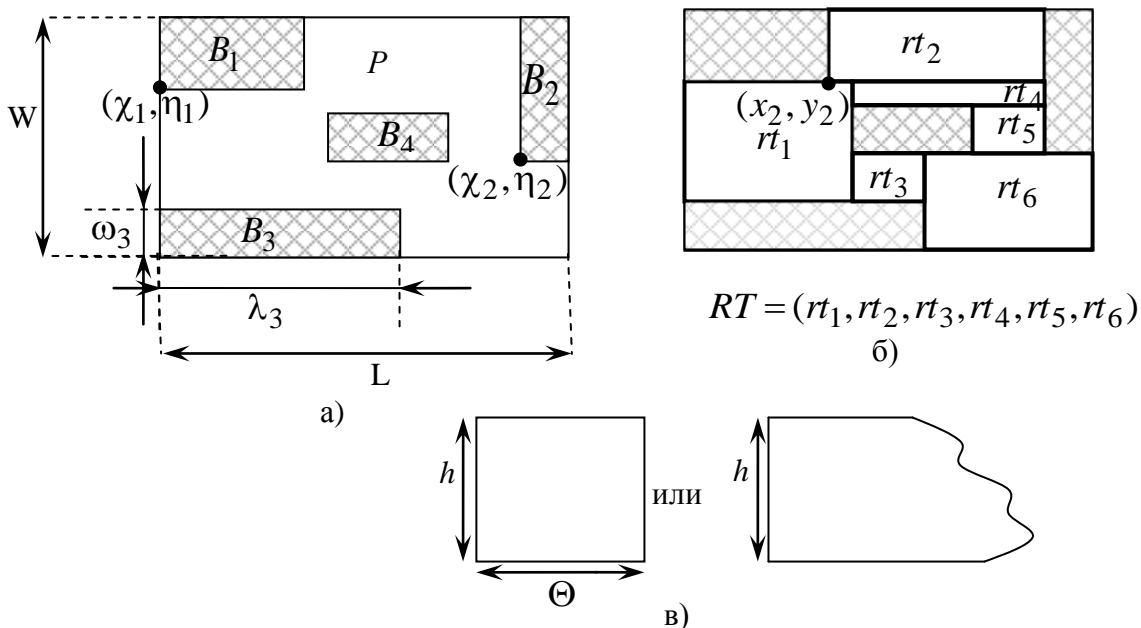 B₁
P
B₂
W
(χ₁, η₁)
B₄
(χ₂, η₂)
ω₃
B₃
λ₃
L
а)
rt₂
(x₂, y₂)
rt₄
rt₁
rt₅
rt₃
rt₆
RT = (rt₁, rt₂, rt₃, rt₄, rt₅, rt₆)
б)
h
или
h
Θ
в)